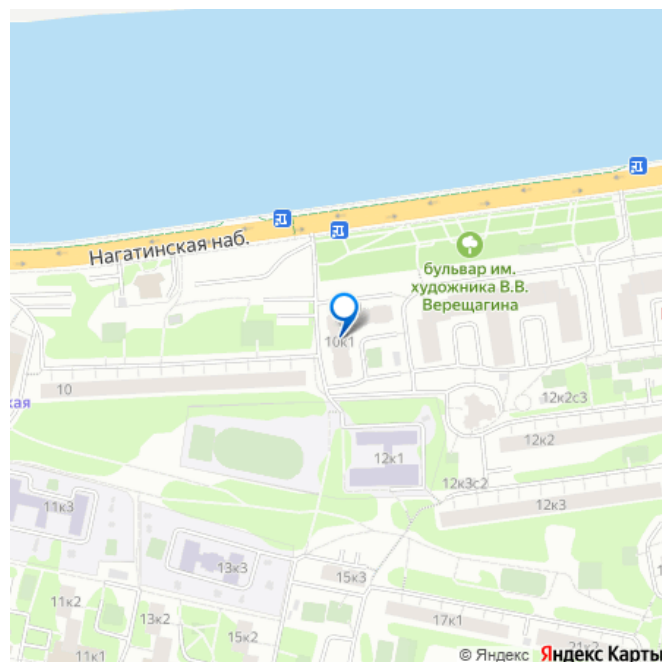 Нагатинская наб.
бульвар им.
художника В.В.
Верещагина
10к1
10
кая
12к2с3
12к2
12к1
12к3с2
12к3
11к3
13к3
15к3
11к2
13к2
15к2
17к1
11к1
21к2
© Яндекс Яндекс Карты